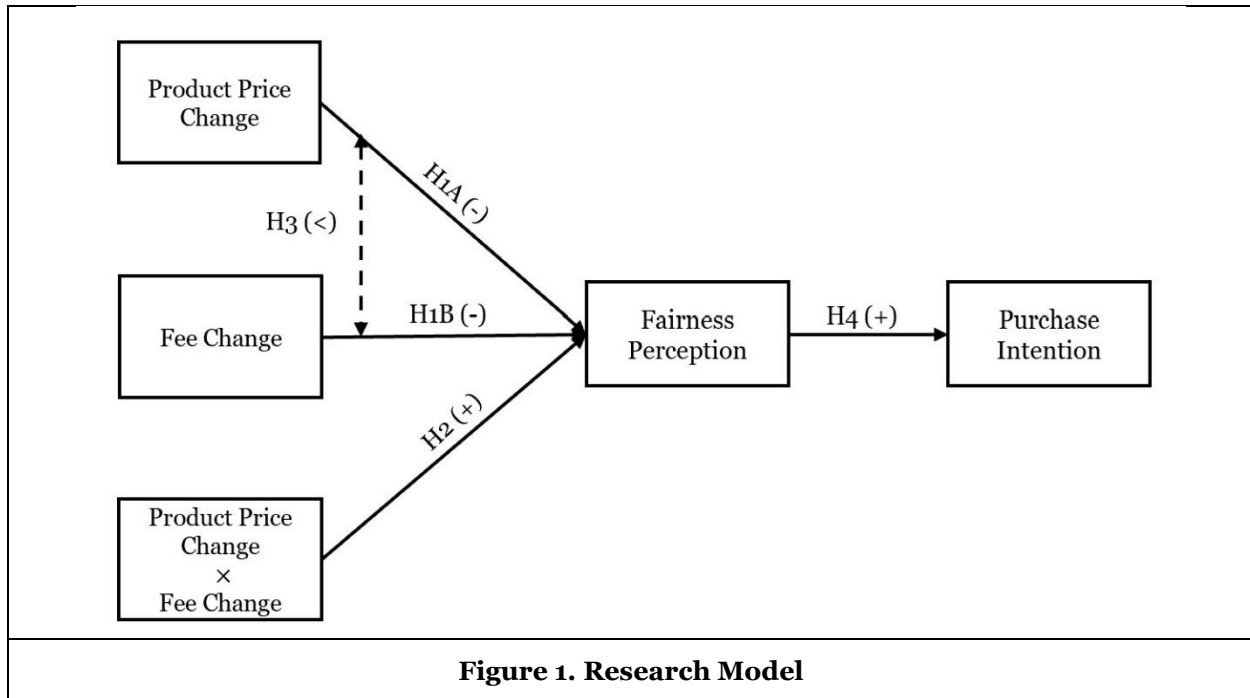 Product Price
Change
H1A (-)
H3 (<)
Fee Change
H1B (-)
Fairness
Perception
H4 (+)
Purchase
Intention
H2 (+)
Product Price
Change
×
Fee Change
Figure 1. Research Model